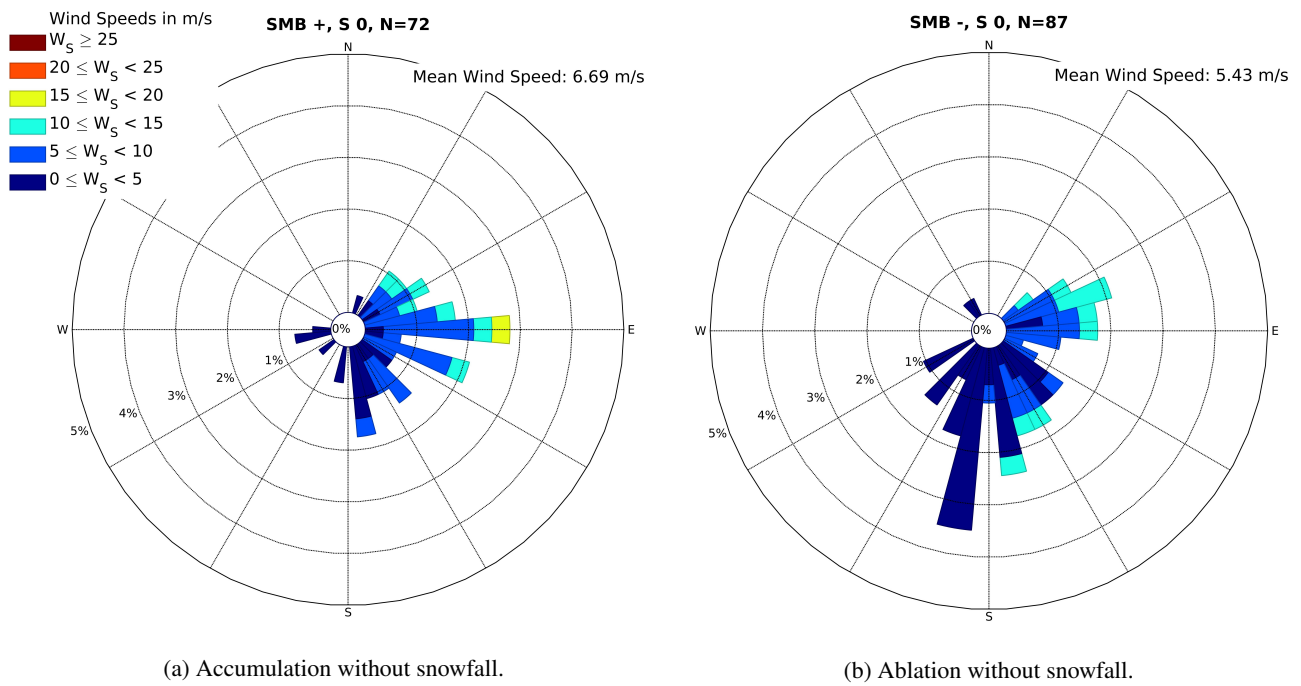 Wind Speeds in m/s
W_S ≥ 25
20 ≤ W_S < 25
15 ≤ W_S < 20
10 ≤ W_S < 15
5 ≤ W_S < 10
0 ≤ W_S < 5
SMB +, S 0, N=72
Mean Wind Speed: 6.69 m/s
N
W
E
S
0%
1%
2%
3%
4%
5%
(a) Accumulation without snowfall.
SMB -, S 0, N=87
Mean Wind Speed: 5.43 m/s
N
W
E
S
0%
1%
2%
3%
4%
5%
(b) Ablation without snowfall.